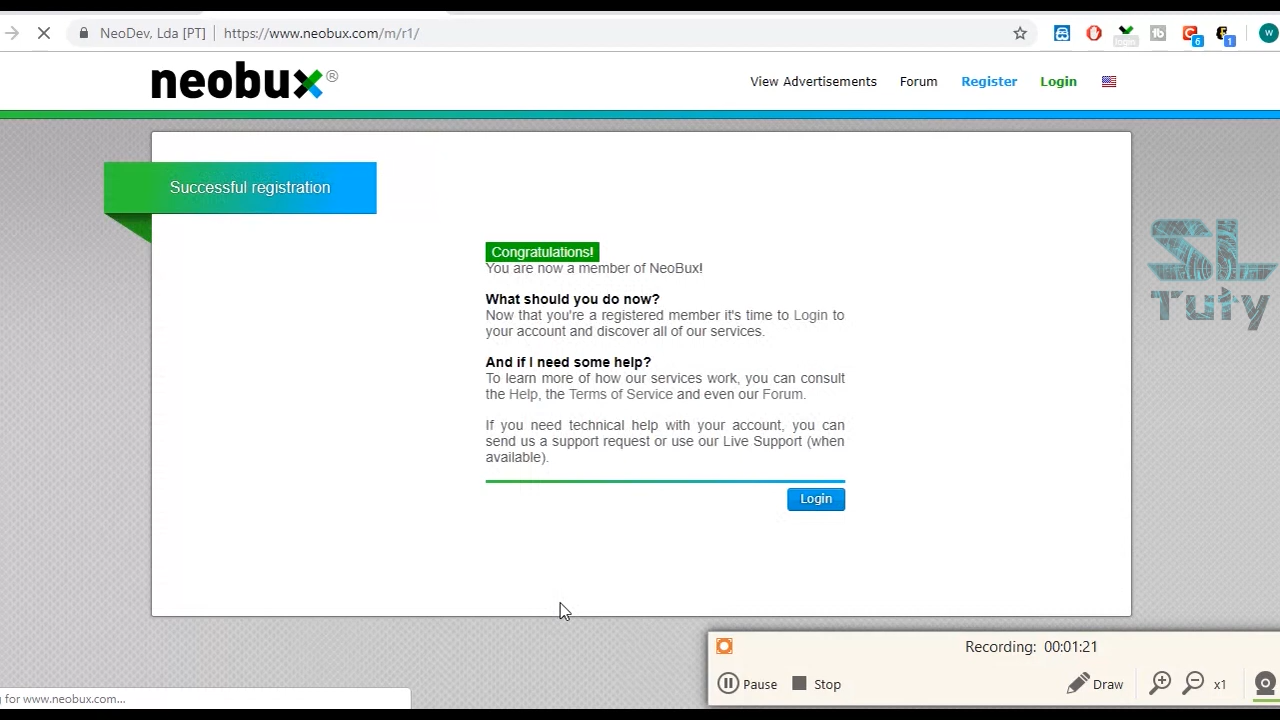 NeoDev, Lda [PT] https://www.neobux.com/m/r1/
6
1
W
neobux®
View Advertisements Forum Register Login
Successful registration
Congratulations!
You are now a member of NeoBux!
What should you do now?
Now that you're a registered member it's time to Login to
your account and discover all of our services.
And if I need some help?
To learn more of how our services work, you can consult
the Help, the Terms of Service and even our Forum.
If you need technical help with your account, you can
send us a support request or use our Live Support (when
available).
Login
SL
Tuty
Recording: 00:01:21
Pause Stop Draw x1
g for www.neobux.com...